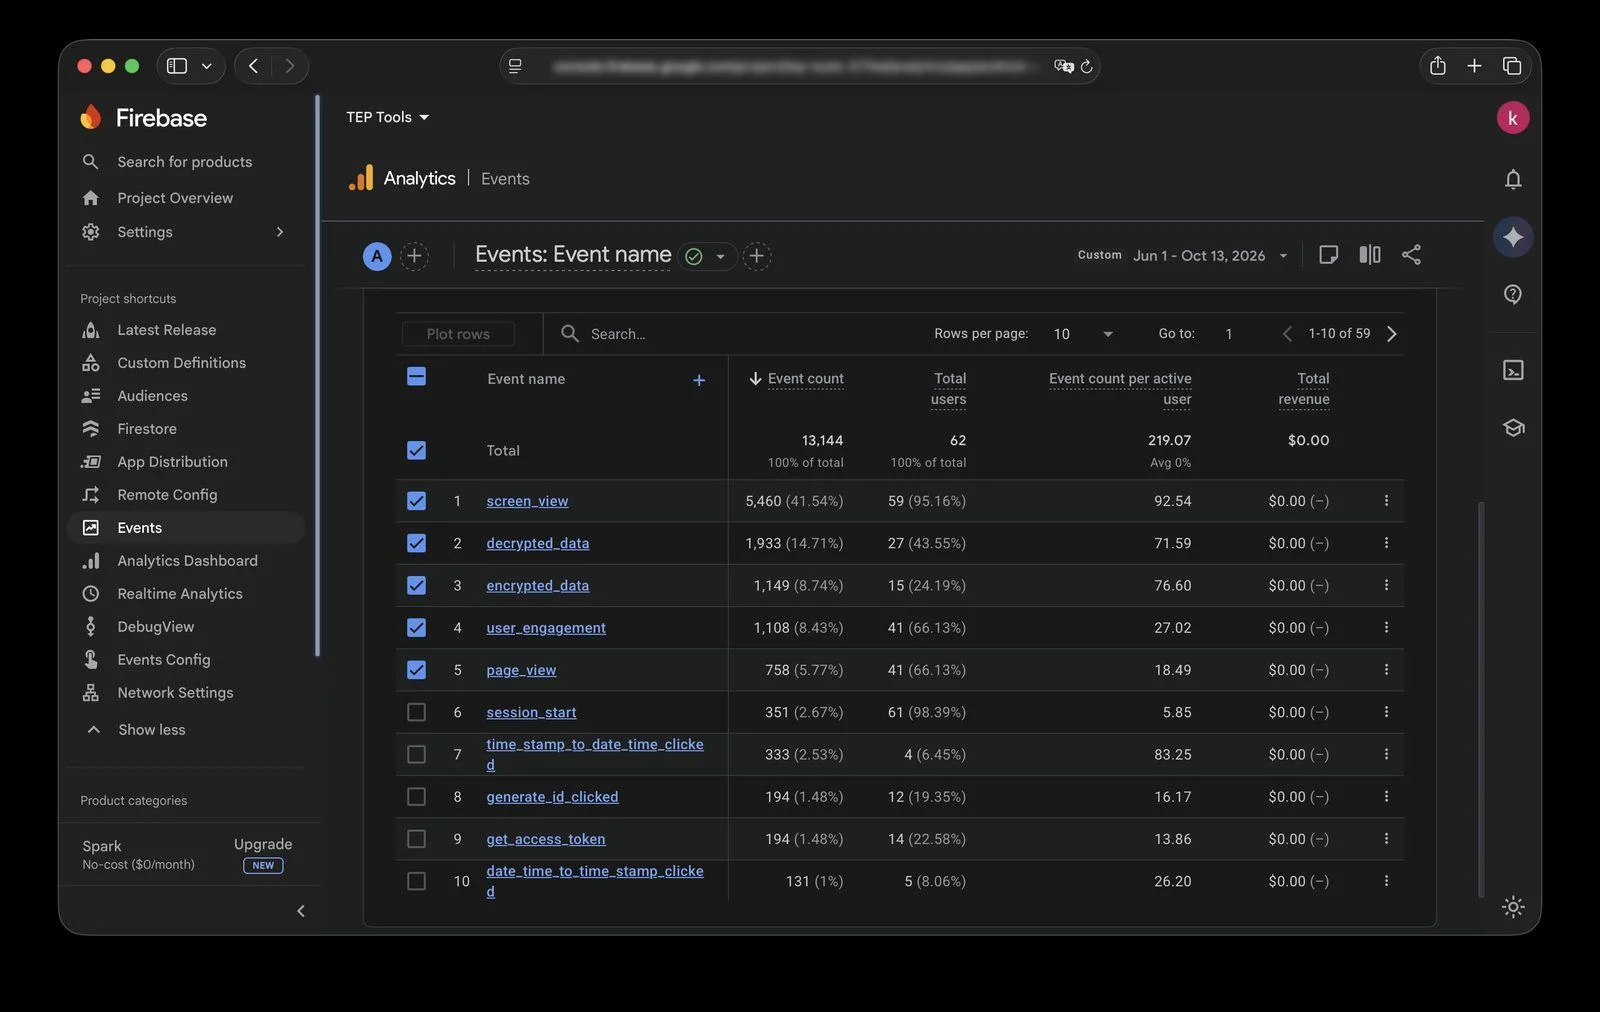 Firebase
Search for products
Project Overview
Settings
Project shortcuts
Latest Release
Custom Definitions
Audiences
Firestore
App Distribution
Remote Config
Events
Analytics Dashboard
Realtime Analytics
DebugView
Events Config
Network Settings
Show less
Product categories
Spark
No-cost ($0/month)
Upgrade
NEW
TEP Tools
k
Analytics | Events
A
Events: Event name
Custom Jun 1 - Oct 13, 2026
Plot rows
Search...
Rows per page: 10
Go to: 1
1-10 of 59
Event name
Event count
Total users
Event count per active user
Total revenue
Total 13,144 62 219.07 $0.00
100% of total 100% of total Avg 0%
1 screen_view 5,460 (41.54%) 59 (95.16%) 92.54 $0.00 (–)
2 decrypted_data 1,933 (14.71%) 27 (43.55%) 71.59 $0.00 (–)
3 encrypted_data 1,149 (8.74%) 15 (24.19%) 76.60 $0.00 (–)
4 user_engagement 1,108 (8.43%) 41 (66.13%) 27.02 $0.00 (–)
5 page_view 758 (5.77%) 41 (66.13%) 18.49 $0.00 (–)
6 session_start 351 (2.67%) 61 (98.39%) 5.85 $0.00 (–)
7 time_stamp_to_date_time_clicked 333 (2.53%) 4 (6.45%) 83.25 $0.00 (–)
8 generate_id_clicked 194 (1.48%) 12 (19.35%) 16.17 $0.00 (–)
9 get_access_token 194 (1.48%) 14 (22.58%) 13.86 $0.00 (–)
10 date_time_to_time_stamp_clicked 131 (1%) 5 (8.06%) 26.20 $0.00 (–)